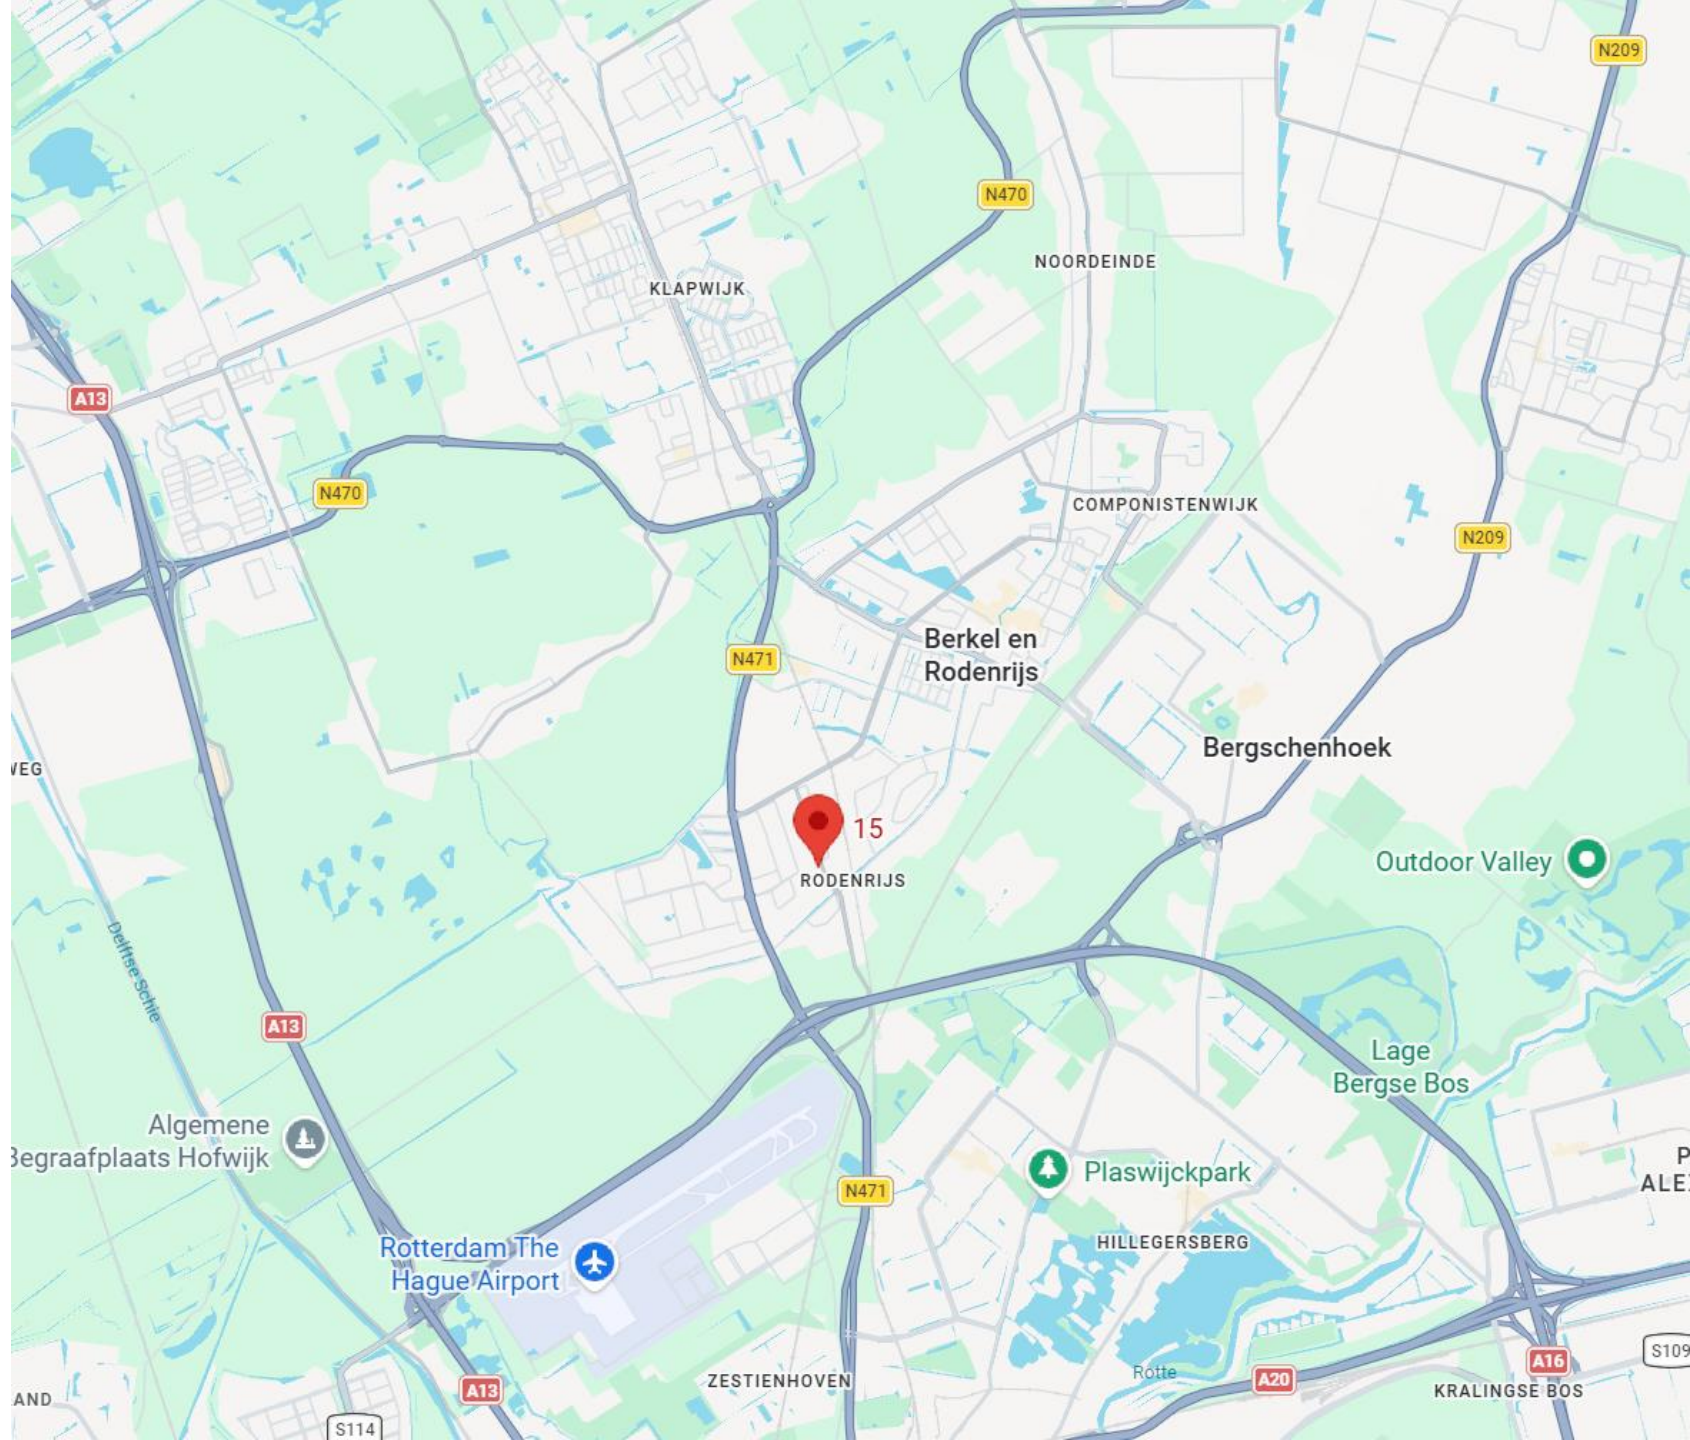 N209
N470
NOORDEINDE
KLAPWIJK
A13
N470
COMPONISTENWIJK
N209
Berkel en
Rodenrijs
N471
Bergschenhoek
WEG
15
Outdoor Valley
RODENRIJS
Delftse Schie
A13
Lage
Bergse Bos
Algemene
Begraafplaats Hofwijk
Plaswijckpark
P
ALEX
N471
HILLEGERSBERG
Rotterdam The
Hague Airport
A16
S109
Rotte
A20
ZESTIENHOVEN
A13
KRALINGSE BOS
AND
S114